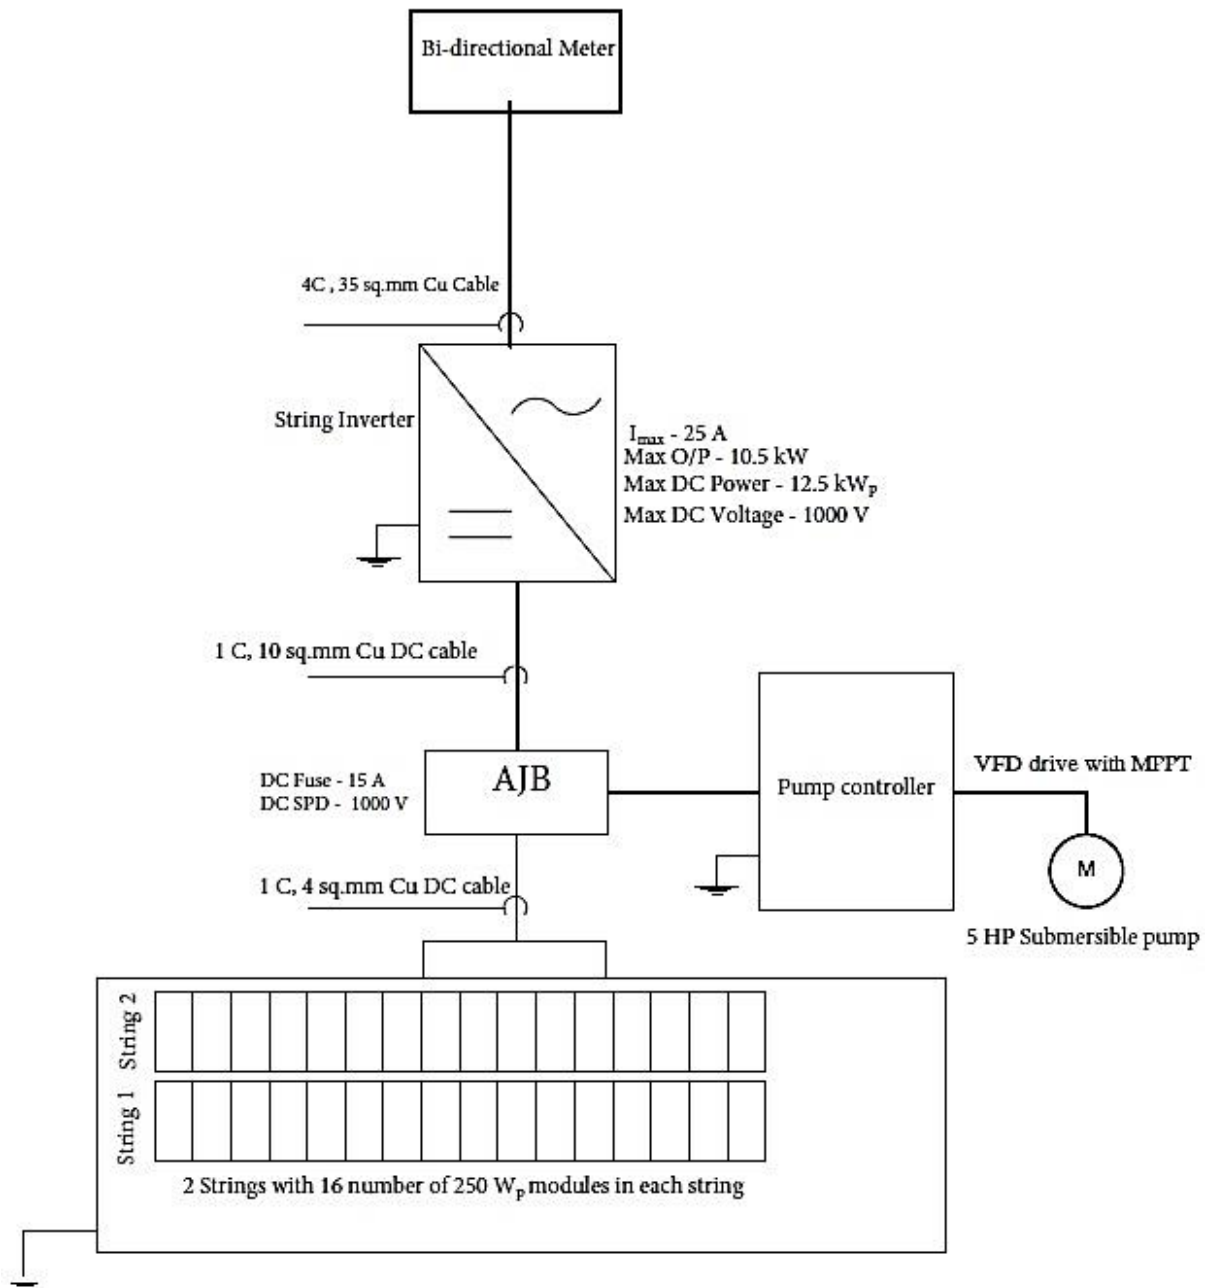 Bi-directional Meter
4C , 35 sq.mm Cu Cable
String Inverter
I_max - 25 A
Max O/P - 10.5 kW
Max DC Power - 12.5 kW_p
Max DC Voltage - 1000 V
1 C, 10 sq.mm Cu DC cable
DC Fuse - 15 A
DC SPD - 1000 V
AJB
Pump controller
VFD drive with MPPT
M
5 HP Submersible pump
1 C, 4 sq.mm Cu DC cable
String 2
String 1
2 Strings with 16 number of 250 W_p modules in each string